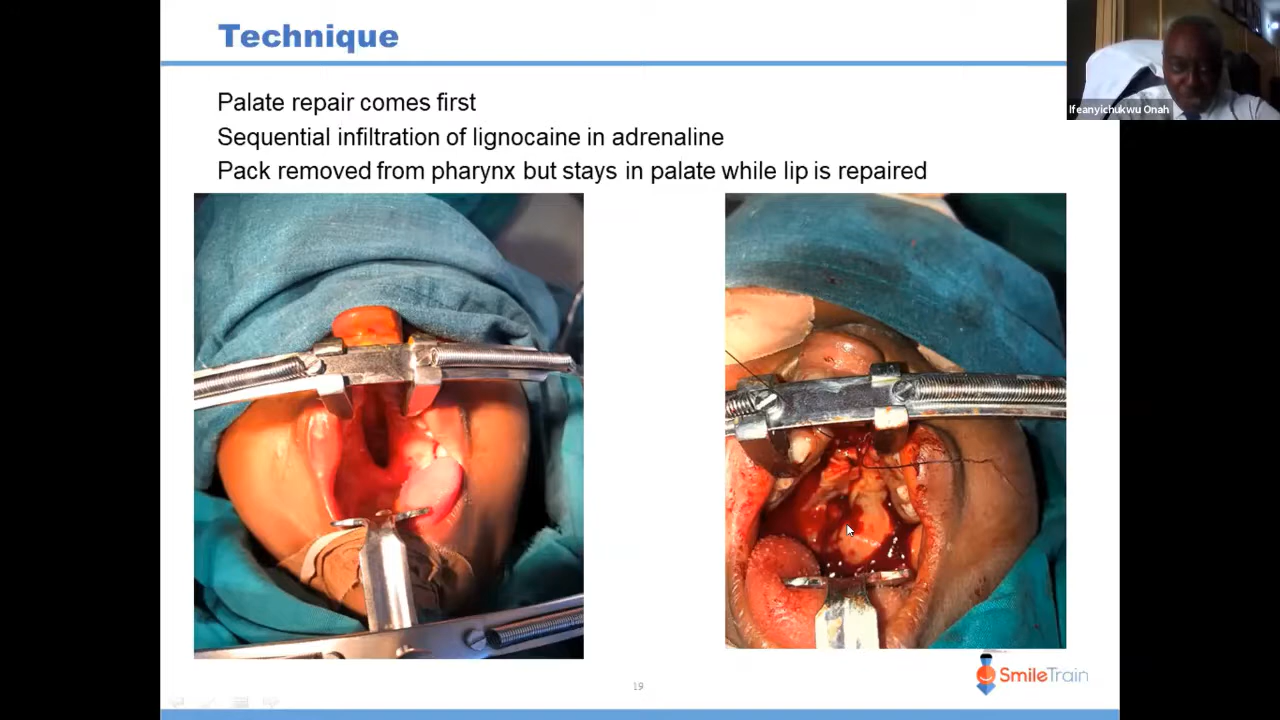 Technique
Ifeanyichukwu Onah
Palate repair comes first
Sequential infiltration of lignocaine in adrenaline
Pack removed from pharynx but stays in palate while lip is repaired
19
SmileTrain